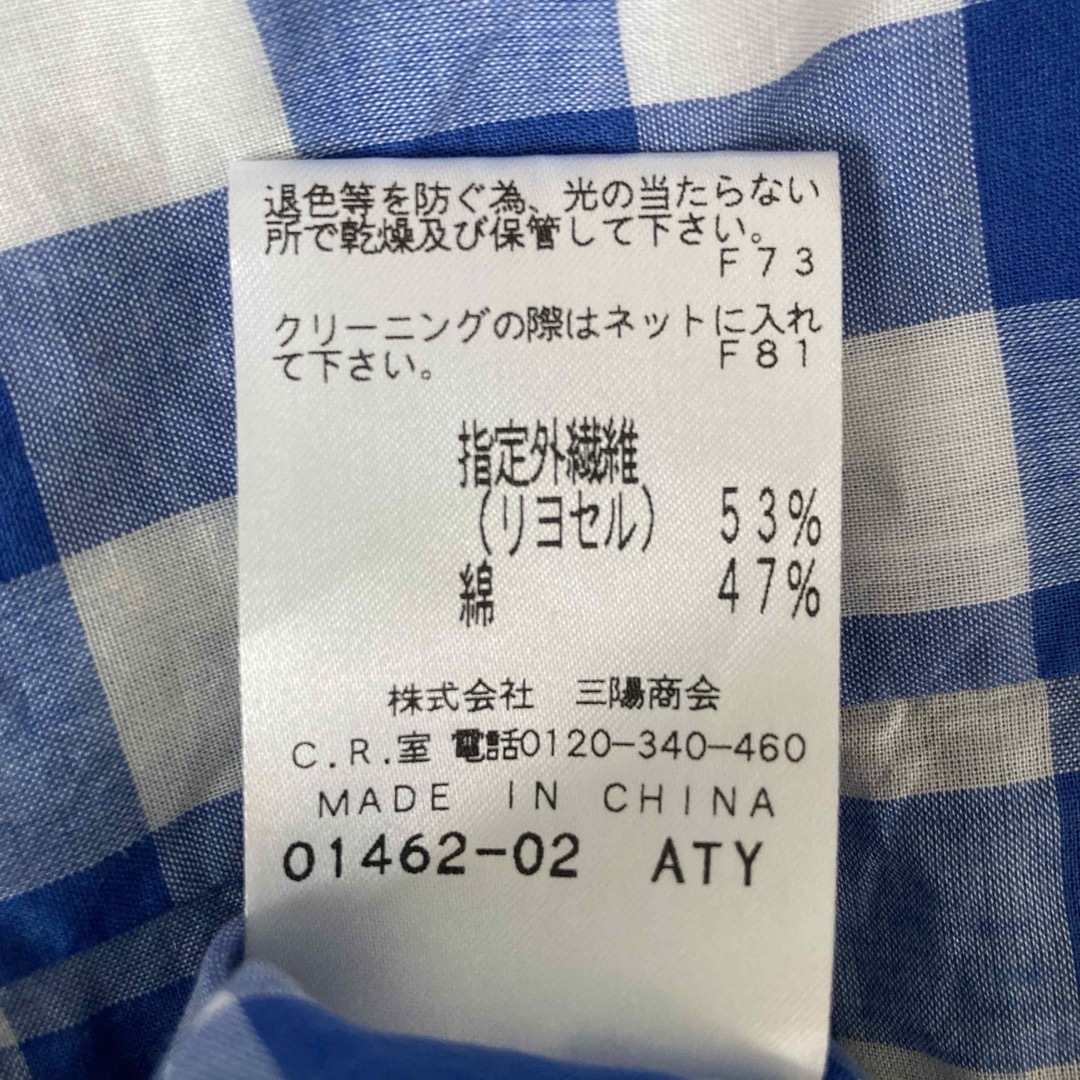 退色等を防ぐ為、光の当たらない
所で乾燥及び保管して下さい。
F73
クリーニングの際はネットに入れ
て下さい。 F81
指定外繊維
(リヨセル) 53%
綿 47%
株式会社 三陽商会
C.R.室 電話0120-340-460
MADE IN CHINA
01462-02 ATY